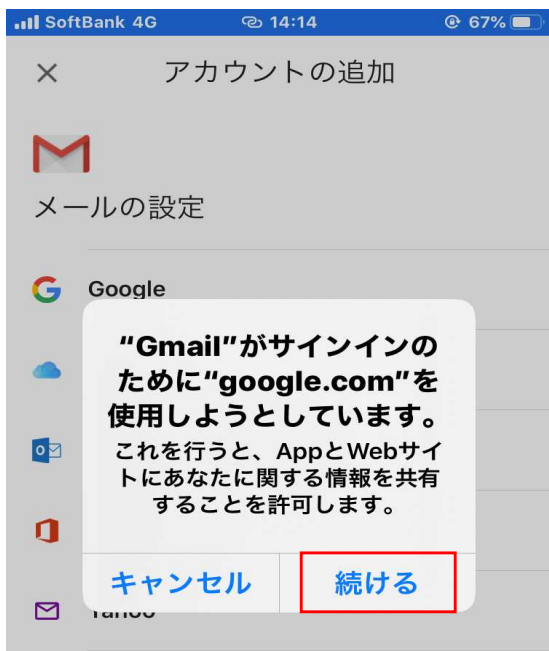 SoftBank 4G 14:14 67%
アカウントの追加
メールの設定
Google
“Gmail”がサインインの
ために“google.com”を
使用しようとしています。
これを行うと、AppとWebサイ
トにあなたに関する情報を共有
することを許可します。
キャンセル 続ける
Yahoo